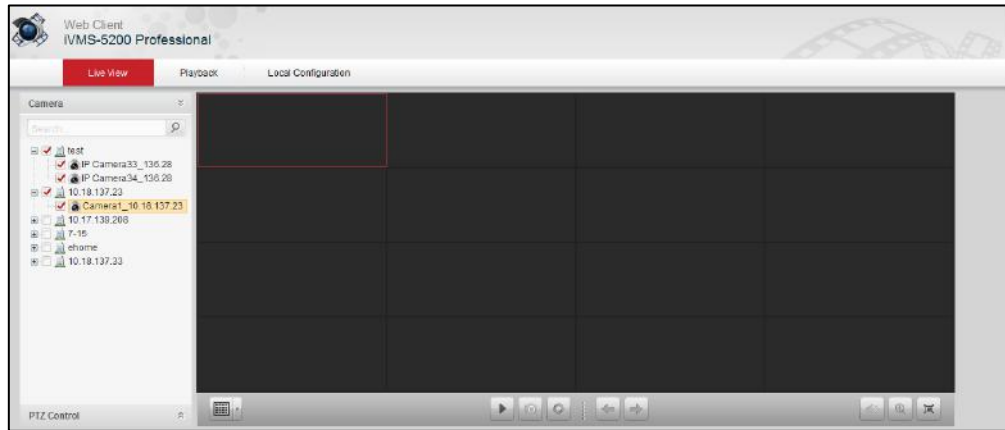 Web Client
iVMS-5200 Professional
Live View Playback Local Configuration
Camera
Search...
test
IP Camera33_136.28
IP Camera34_136.28
10.18.137.23
Camera1_10.18.137.23
10.17.139.206
7-15
ehome
10.18.137.33
PTZ Control